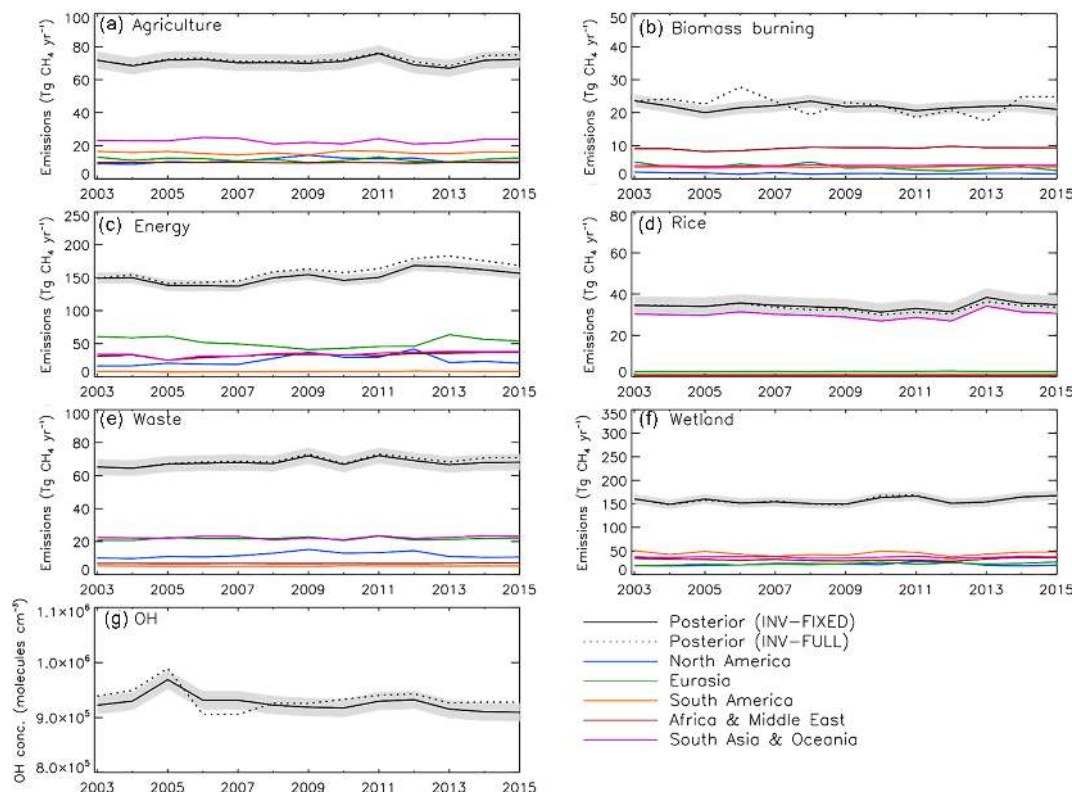 (a) Agriculture
Emissions (Tg CH₄ yr⁻¹)
100
80
60
40
20
0
2003 2005 2007 2009 2011 2013 2015
(b) Biomass burning
Emissions (Tg CH₄ yr⁻¹)
50
40
30
20
10
0
2003 2005 2007 2009 2011 2013 2015
(c) Energy
Emissions (Tg CH₄ yr⁻¹)
250
200
150
100
50
0
2003 2005 2007 2009 2011 2013 2015
(d) Rice
Emissions (Tg CH₄ yr⁻¹)
80
60
40
20
0
2003 2005 2007 2009 2011 2013 2015
(e) Waste
Emissions (Tg CH₄ yr⁻¹)
100
80
60
40
20
0
2003 2005 2007 2009 2011 2013 2015
(f) Wetland
Emissions (Tg CH₄ yr⁻¹)
350
300
250
200
150
100
50
0
2003 2005 2007 2009 2011 2013 2015
(g) OH
OH conc. (molecules cm⁻³)
1.1×10⁶
1.0×10⁶
9.0×10⁵
8.0×10⁵
2003 2005 2007 2009 2011 2013 2015
Posterior (INV-FIXED)
Posterior (INV-FULL)
North America
Eurasia
South America
Africa & Middle East
South Asia & Oceania